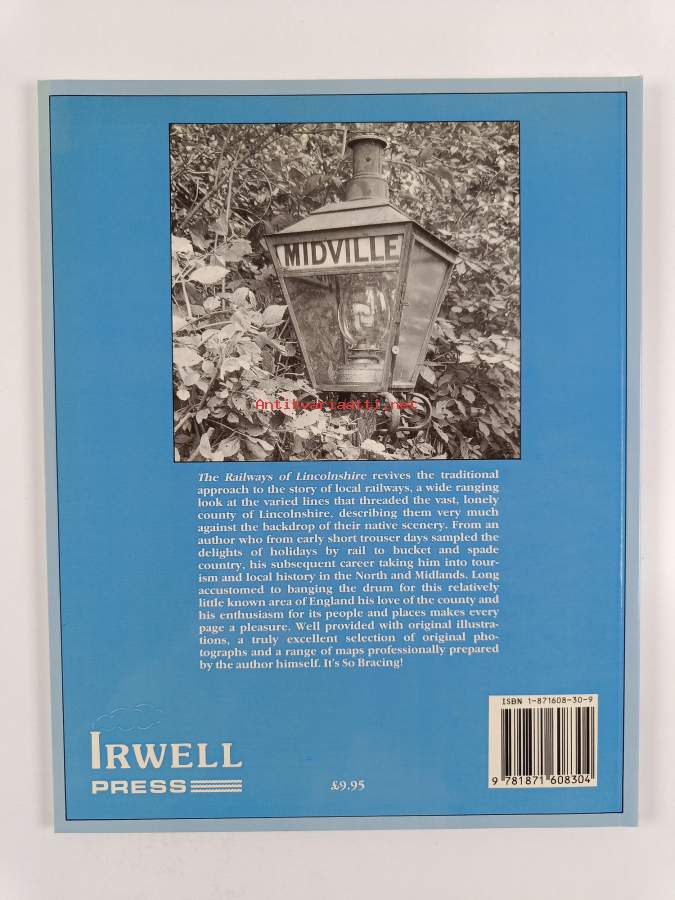 MIDVILLE
Antikvariaatti.net
The Railways of Lincolnshire revives the traditional
approach to the story of local railways, a wide ranging
look at the varied lines that threaded the vast, lonely
county of Lincolnshire, describing them very much
against the backdrop of their native scenery. From an
author who from early short trouser days sampled the
delights of holidays by rail to bucket and spade
country, his subsequent career taking him into tour-
ism and local history in the North and Midlands. Long
accustomed to banging the drum for this relatively
little known area of England his love of the county and
his enthusiasm for its people and places makes every
page a pleasure. Well provided with original illustra-
tions, a truly excellent selection of original pho-
tographs and a range of maps professionally prepared
by the author himself. It's So Bracing!
ISBN 1-871608-30-9
9 781871 608304
IRWELL
PRESS
£9.95